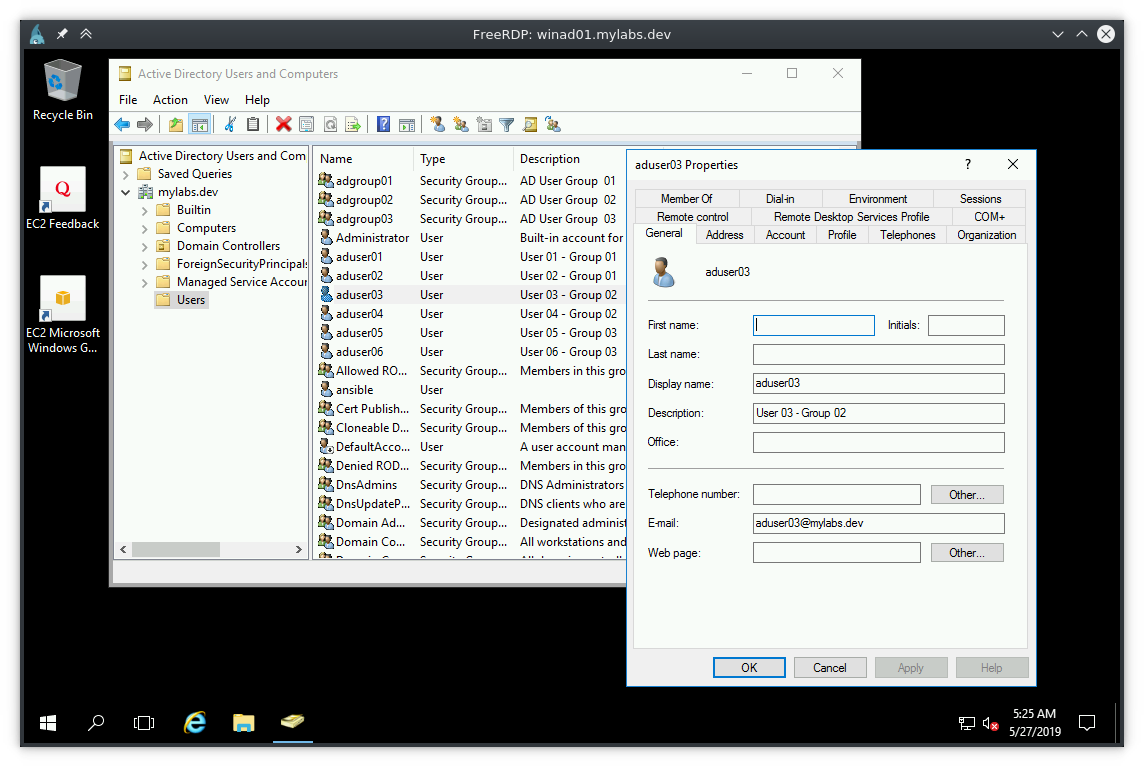 FreeRDP: winad01.mylabs.dev
Recycle Bin
EC2 Feedback
EC2 Microsoft
Windows G...
Active Directory Users and Computers
File Action View Help
Active Directory Users and Com
Saved Queries
mylabs.dev
Builtin
Computers
Domain Controllers
ForeignSecurityPrincipals
Managed Service Accour
Users
Name Type Description
adgroup01 Security Group... AD User Group 01
adgroup02 Security Group... AD User Group 02
adgroup03 Security Group... AD User Group 03
Administrator User Built-in account for
aduser01 User User 01 - Group 01
aduser02 User User 02 - Group 01
aduser03 User User 03 - Group 02
aduser04 User User 04 - Group 02
aduser05 User User 05 - Group 03
aduser06 User User 06 - Group 03
Allowed RO... Security Group... Members in this gro
ansible User
Cert Publish... Security Group... Members of this gro
Cloneable D... Security Group... Members of this gro
DefaultAcco... User A user account man
Denied ROD... Security Group... Members in this gro
DnsAdmins Security Group... DNS Administrators
DnsUpdateP... Security Group... DNS clients who are
Domain Ad... Security Group... Designated administ
Domain Co... Security Group... All workstations and
aduser03 Properties
?
Member Of Dial-in Environment Sessions
Remote control Remote Desktop Services Profile COM+
General Address Account Profile Telephones Organization
aduser03
First name: Initials:
Last name:
Display name: aduser03
Description: User 03 - Group 02
Office:
Telephone number: Other...
E-mail: aduser03@mylabs.dev
Web page: Other...
OK Cancel Apply Help
5:25 AM
5/27/2019